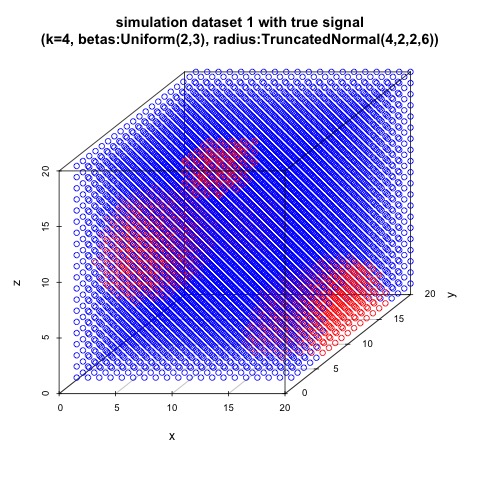 simulation dataset 1 with true signal
(k=4, betas:Uniform(2,3), radius:TruncatedNormal(4,2,2,6))
20
15
10
5
0
z
0 5 10 15 20
x
0
5
10
15
20
y